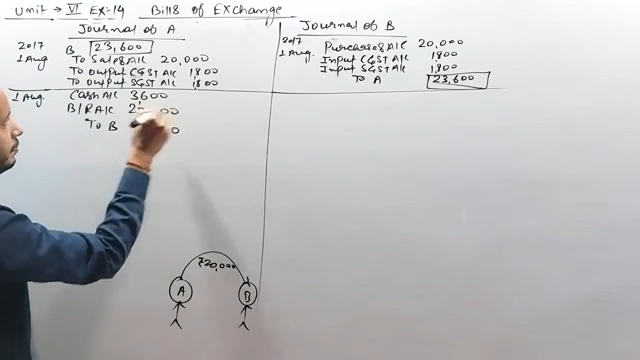 Unit → VI Ex-14 Bills of Exchange
Journal of A
2017 B 23,600
1 Aug To Sales A/c 20,000
To Output CGST A/c 1800
To Output SGST A/c 1800
1 Aug. Cash A/c 3600
B/R A/c
To B
Journal of B
2017
1 Aug. Purchases A/c 20,000
Input CGST A/c 1800
Input SGST A/c 1,800
To A 23,600
₹20,000
A B